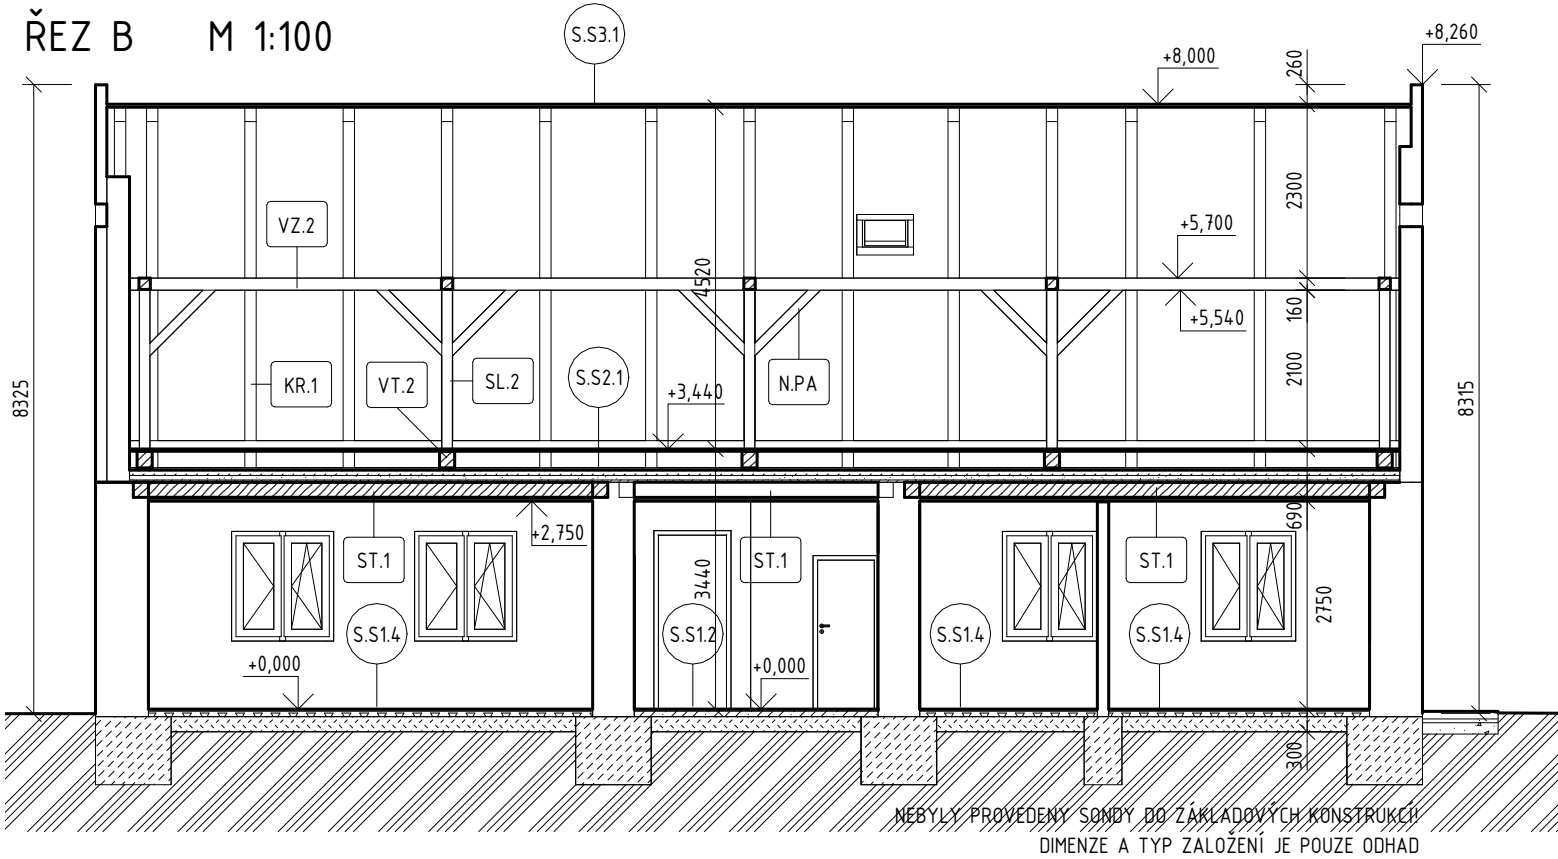 ŘEZ B M 1:100
S.S3.1
+8,260
+8,000
260
VZ.2
2300
+5,700
4520
160
+5,540
8325
KR.1
VT.2
SL.2
S.S2.1
+3,440
N.PA
2100
8315
+2,750
690
ST.1
ST.1
ST.1
3440
2750
S.S1.4
S.S1.2
S.S1.4
S.S1.4
+0,000
+0,000
300
NEBYLY PROVEDENY SONDY DO ZÁKLADOVÝCH KONSTRUKCÍ!
DIMENZE A TYP ZALOŽENÍ JE POUZE ODHAD